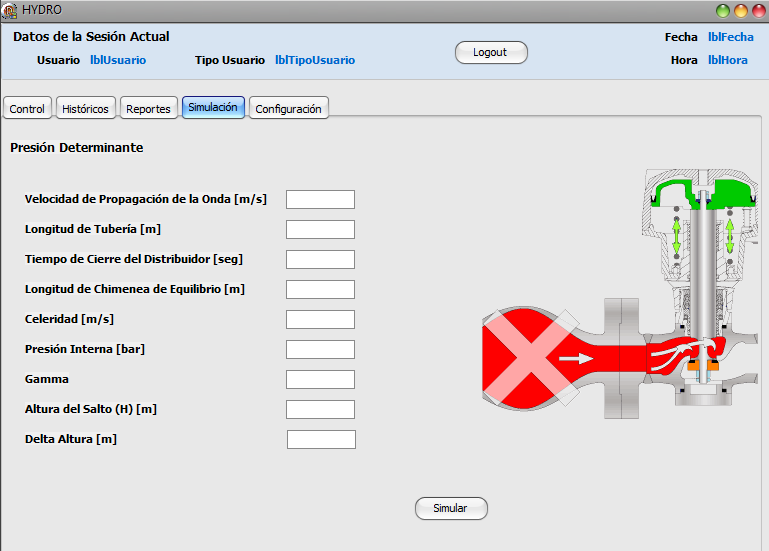 HYDRO
Datos de la Sesión Actual
Usuario lblUsuario Tipo Usuario lblTipoUsuario
Logout
Fecha lblFecha
Hora lblHora
Control Históricos Reportes Simulación Configuración
Presión Determinante
Velocidad de Propagación de la Onda [m/s]
Longitud de Tubería [m]
Tiempo de Cierre del Distribuidor [seg]
Longitud de Chimenea de Equilibrio [m]
Celeridad [m/s]
Presión Interna [bar]
Gamma
Altura del Salto (H) [m]
Delta Altura [m]
Simular